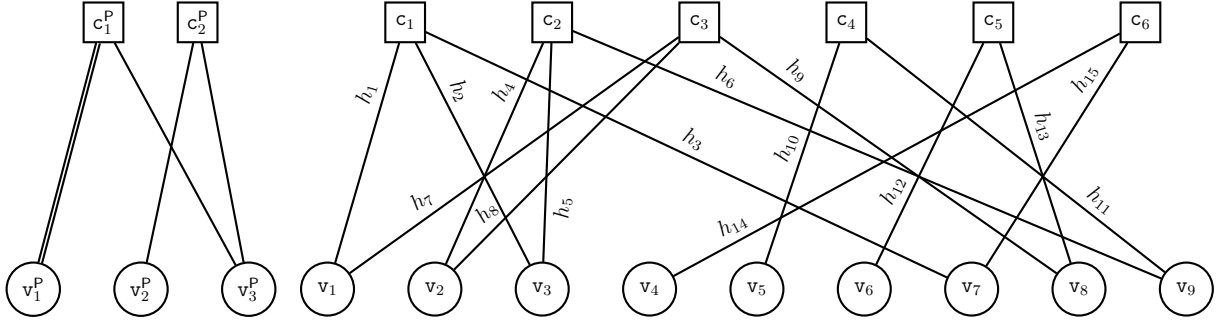 c₁ᴾ c₂ᴾ c₁ c₂ c₃ c₄ c₅ c₆
h₁ h₂ h₄ h₆ h₉ h₁₅
h₃ h₁₀ h₁₃
h₇ h₈ h₅ h₁₄ h₁₂ h₁₁
v₁ᴾ v₂ᴾ v₃ᴾ v₁ v₂ v₃ v₄ v₅ v₆ v₇ v₈ v₉